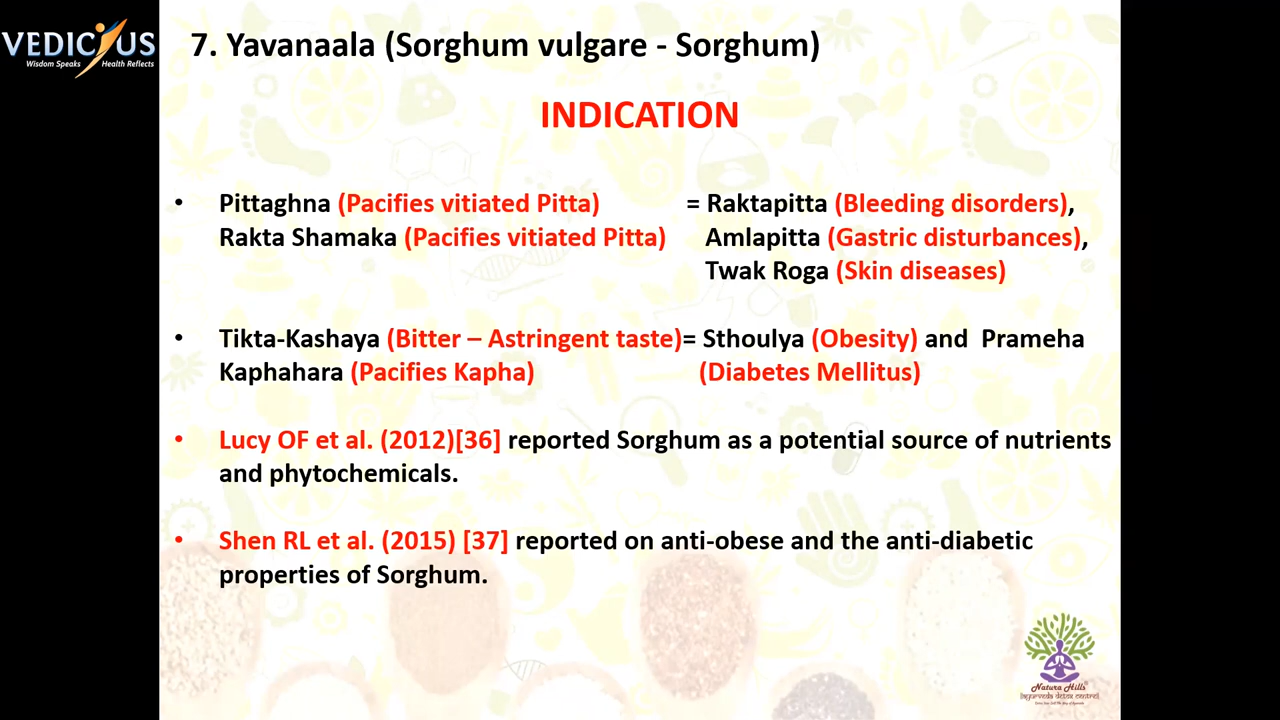 VEDICIUS
Wisdom Speaks Health Reflects
7. Yavanaala (Sorghum vulgare - Sorghum)
INDICATION
• Pittaghna (Pacifies vitiated Pitta) = Raktapitta (Bleeding disorders),
Rakta Shamaka (Pacifies vitiated Pitta) Amlapitta (Gastric disturbances),
Twak Roga (Skin diseases)
• Tikta-Kashaya (Bitter – Astringent taste)= Sthoulya (Obesity) and Prameha
Kaphahara (Pacifies Kapha) (Diabetes Mellitus)
• Lucy OF et al. (2012)[36] reported Sorghum as a potential source of nutrients
and phytochemicals.
• Shen RL et al. (2015) [37] reported on anti-obese and the anti-diabetic
properties of Sorghum.
Natura Hills